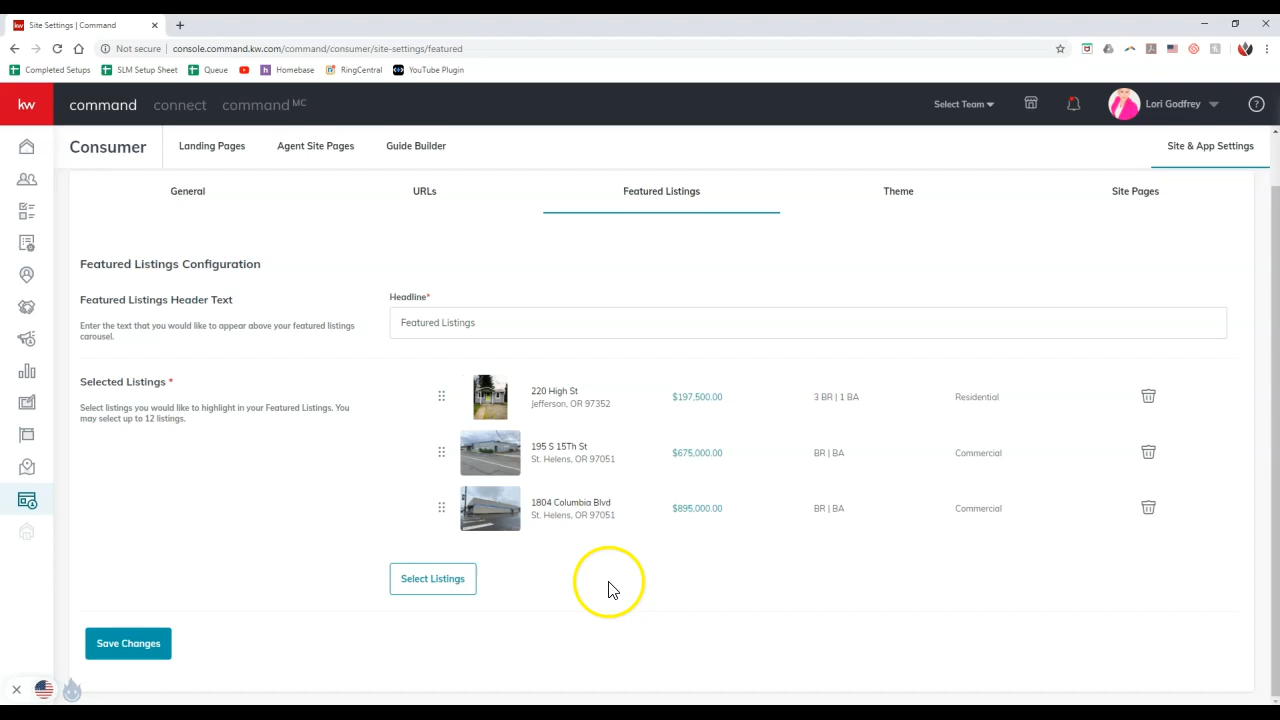 kw Site Settings | Command
Not secure console.command.kw.com/command/consumer/site-settings/featured
Completed Setups SLM Setup Sheet Queue Homebase RingCentral YouTube Plugin
kw command connect command MC Select Team Lori Godfrey ?
Consumer Landing Pages Agent Site Pages Guide Builder Site & App Settings
General URLs Featured Listings Theme Site Pages
Featured Listings Configuration
Featured Listings Header Text
Enter the text that you would like to appear above your featured listings
carousel.
Headline*
Featured Listings
Selected Listings *
Select listings you would like to highlight in your Featured Listings. You
may select up to 12 listings.
220 High St
Jefferson, OR 97352
$197,500.00 3 BR | 1 BA Residential
195 S 15Th St
St. Helens, OR 97051
$675,000.00 BR | BA Commercial
1804 Columbia Blvd
St. Helens, OR 97051
$895,000.00 BR | BA Commercial
Select Listings
Save Changes